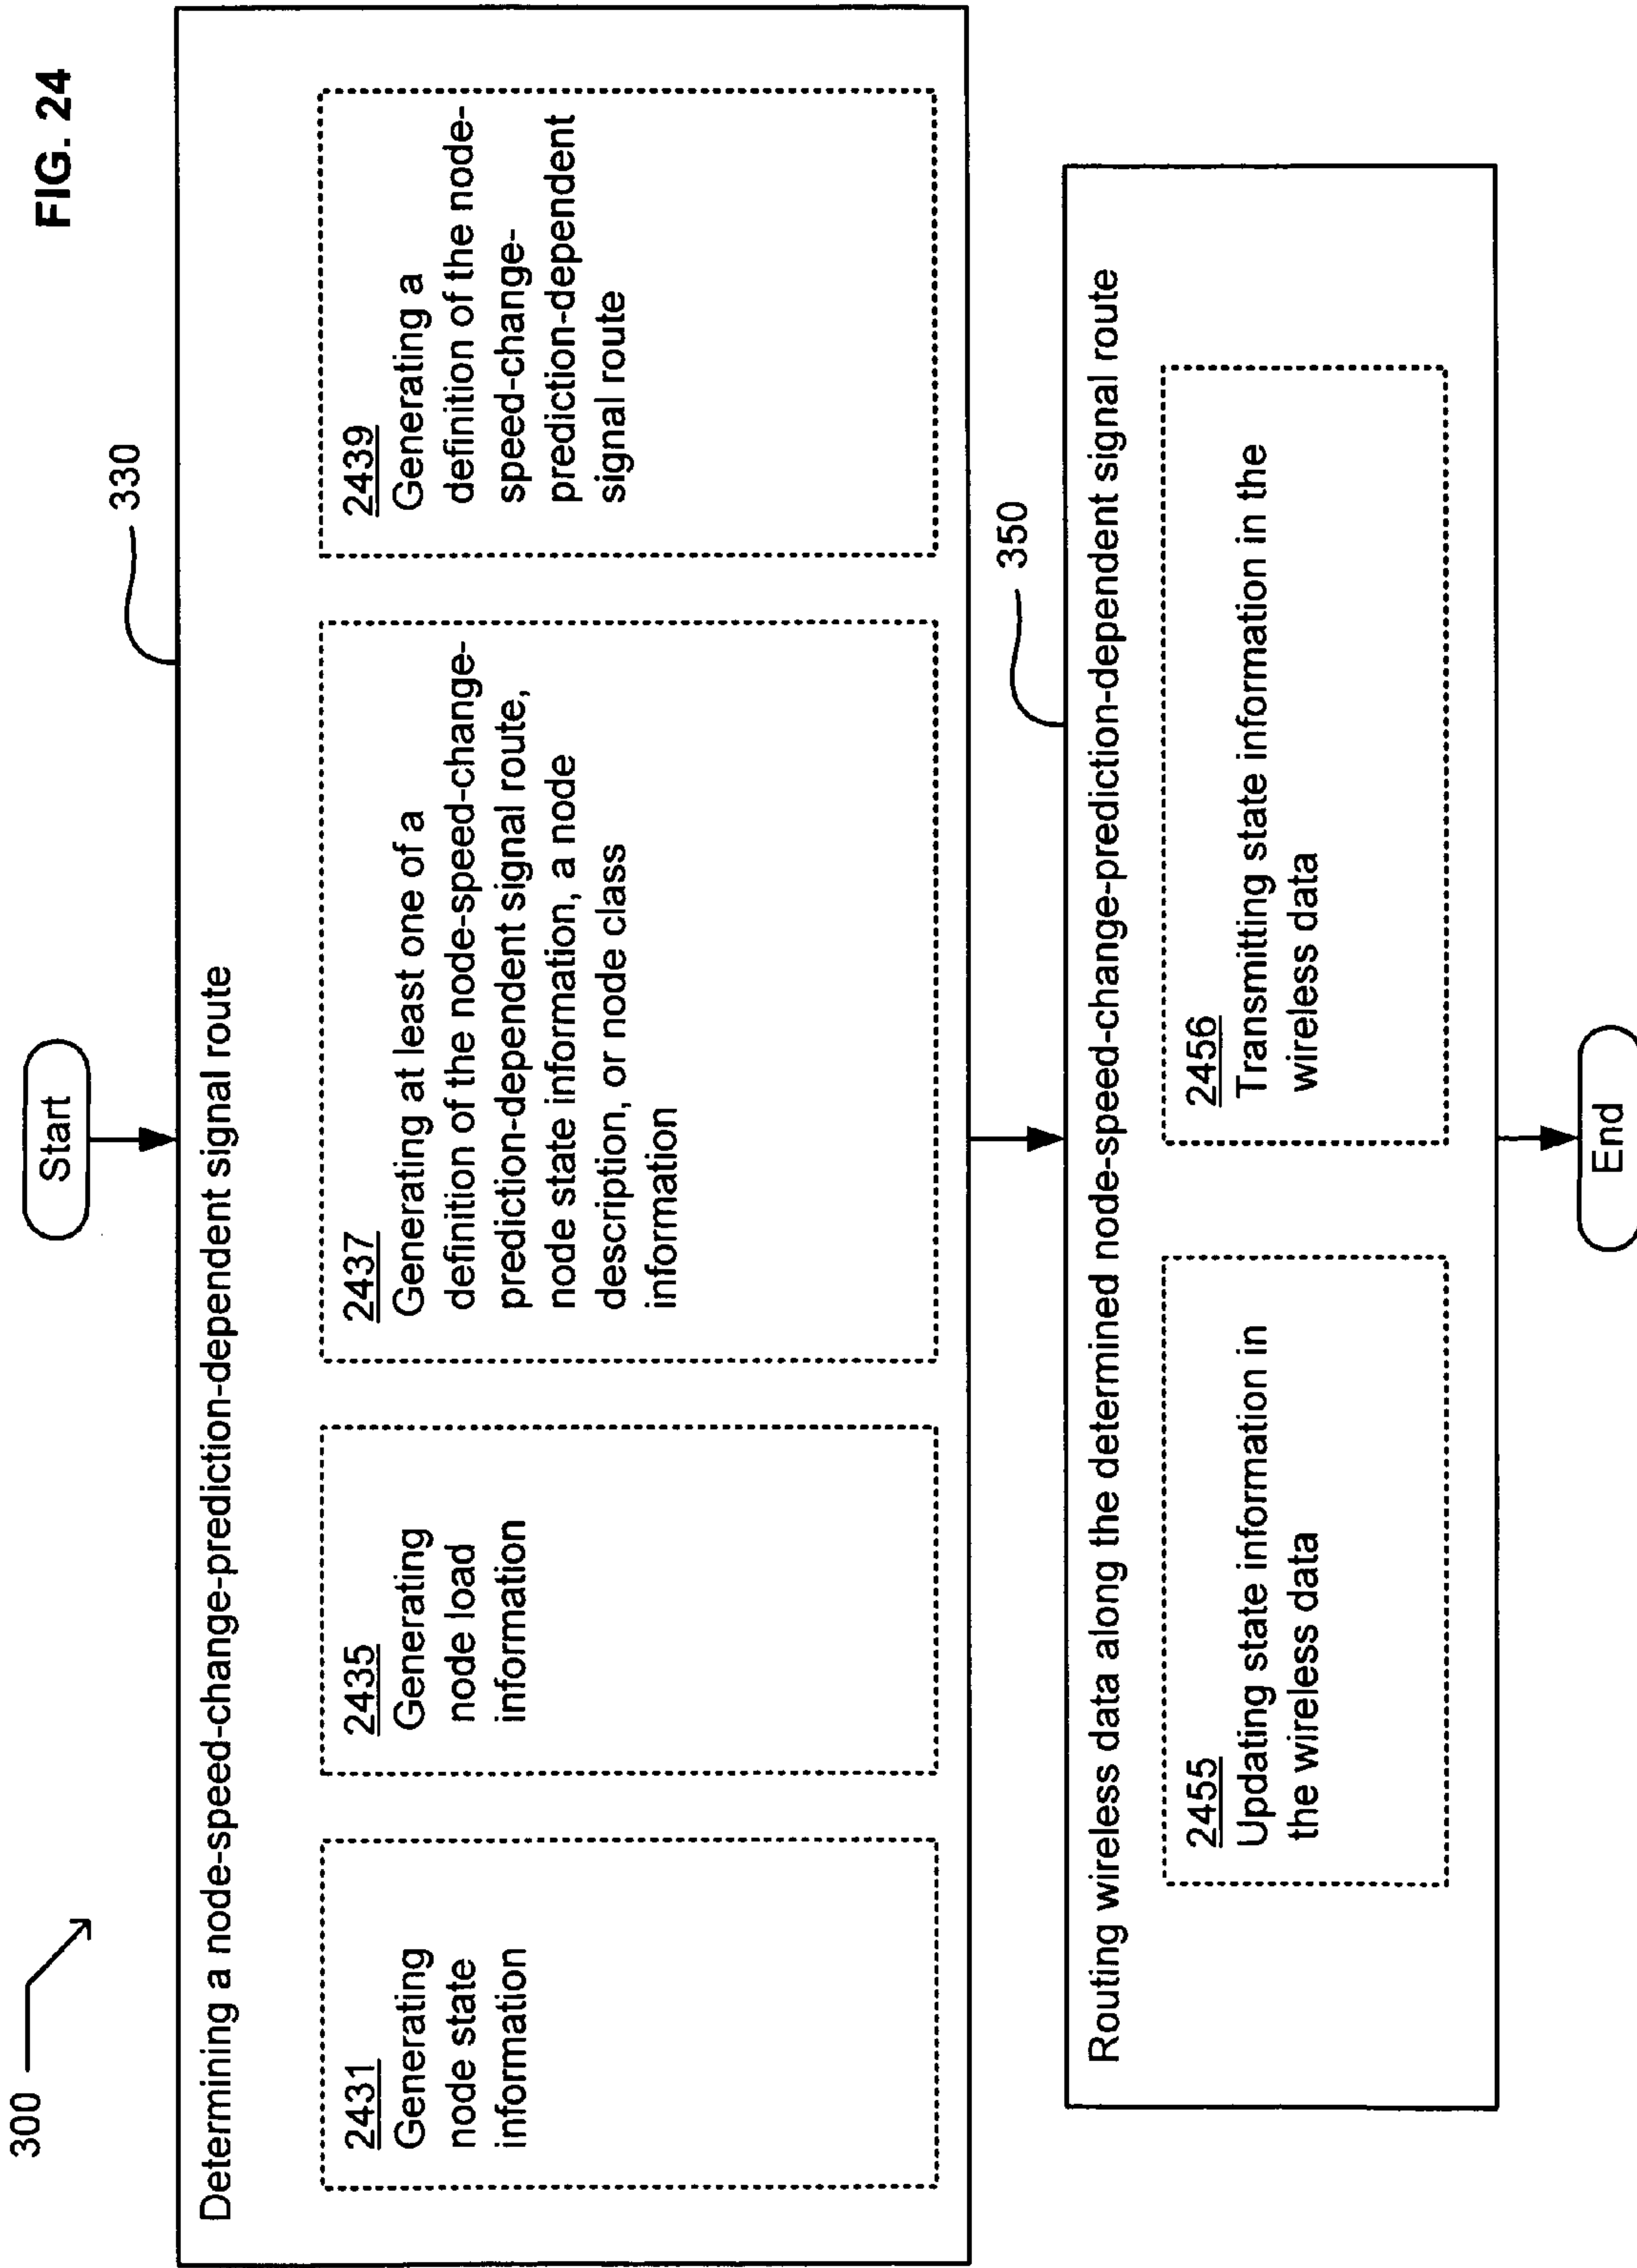 FIG. 24
300
Start
330
Determining a node-speed-change-prediction-dependent signal route
2431
Generating
node state
information
2435
Generating
node load
information
2437
Generating at least one of a
definition of the node-speed-change-
prediction-dependent signal route,
node state information, a node
description, or node class
information
2439
Generating a
definition of the node-
speed-change-
prediction-dependent
signal route
350
Routing wireless data along the determined node-speed-change-prediction-dependent signal route
2455
Updating state information in
the wireless data
2456
Transmitting state information in the
wireless data
End